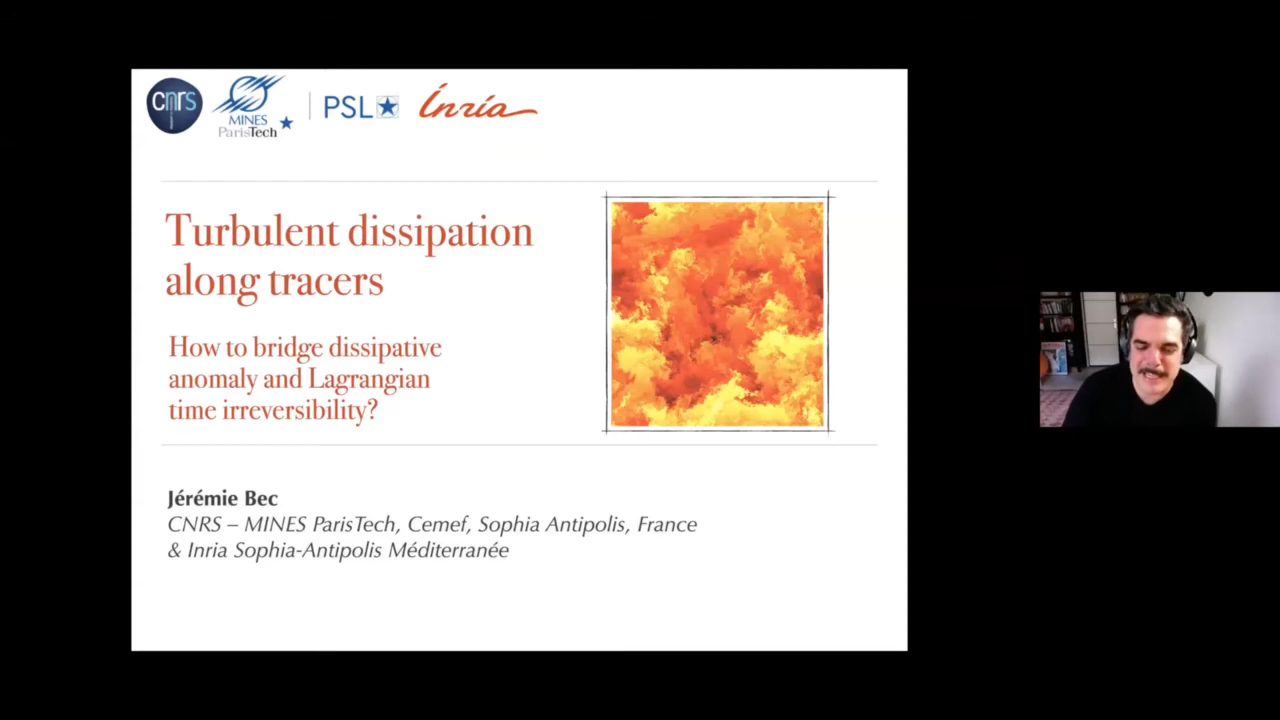 cnrs
MINES
ParisTech
PSL
Inria
Turbulent dissipation
along tracers
How to bridge dissipative
anomaly and Lagrangian
time irreversibility?
Jérémie Bec
CNRS – MINES ParisTech, Cemef, Sophia Antipolis, France
& Inria Sophia-Antipolis Méditerranée